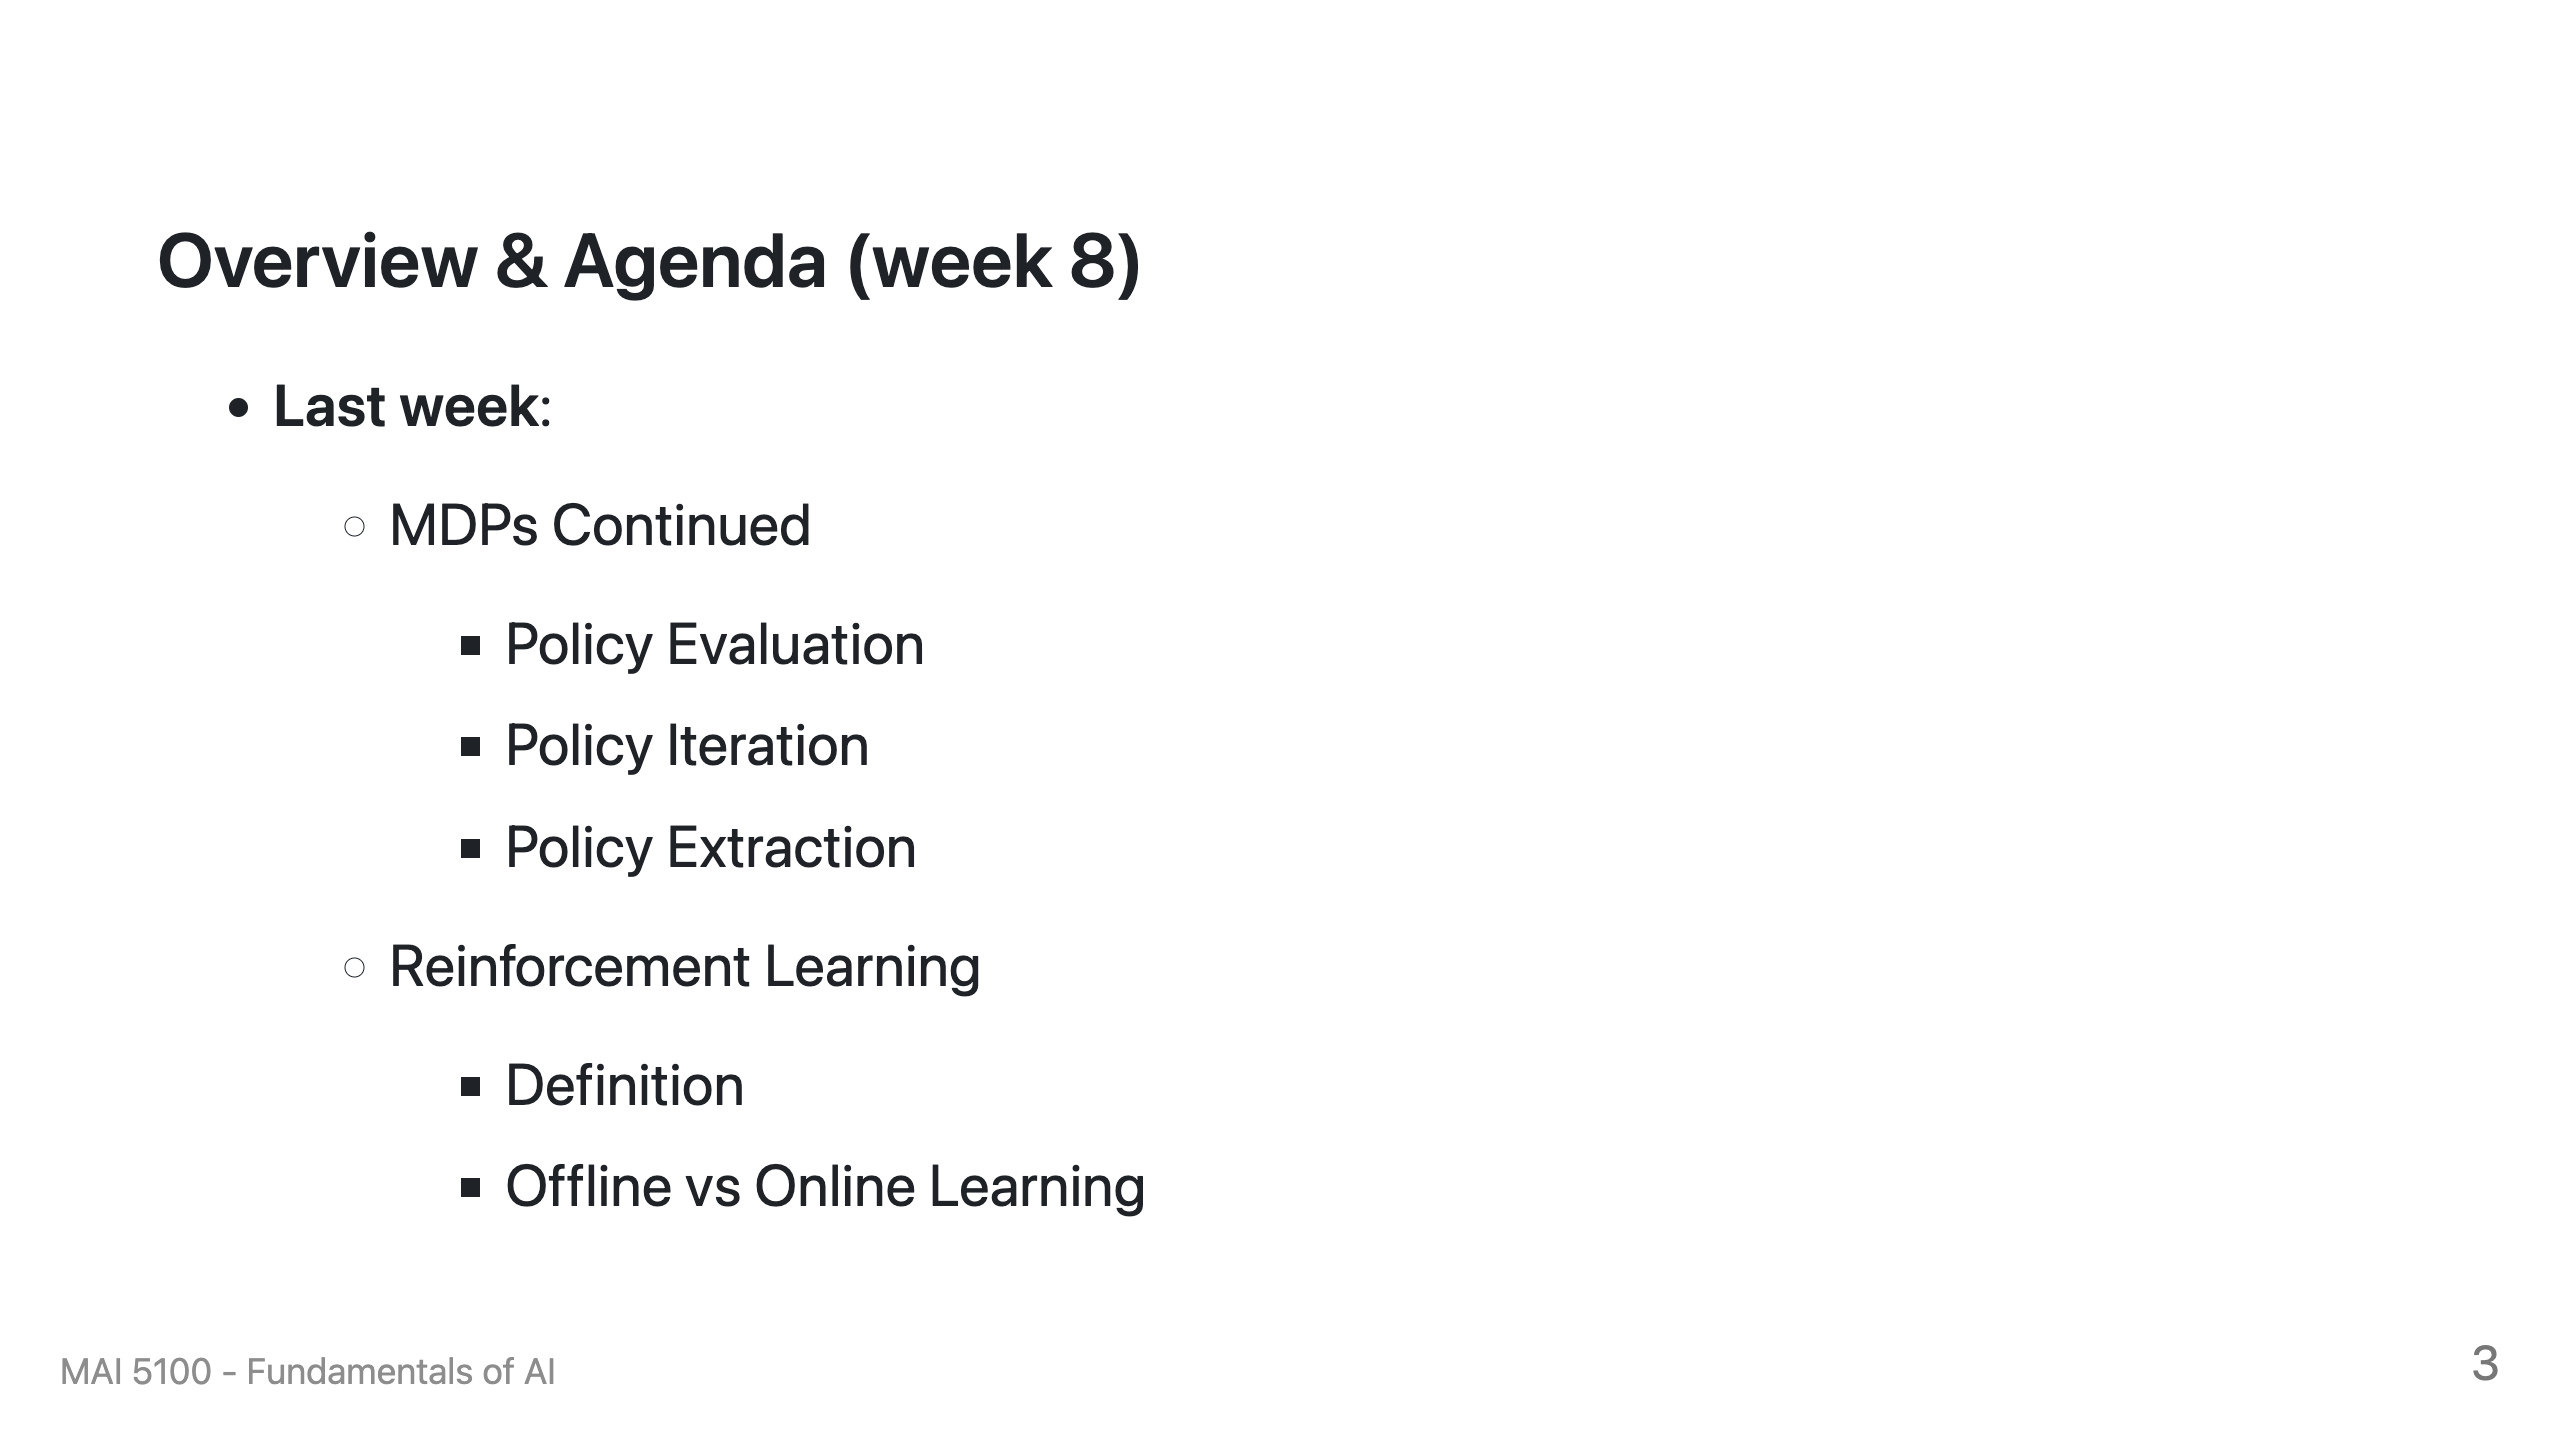 Overview & Agenda (week 8)
Last week:
MDPs Continued
Policy Evaluation
Policy Iteration
Policy Extraction
Reinforcement Learning
Definition
Offline vs Online Learning
MAI 5100 - Fundamentals of AI
3